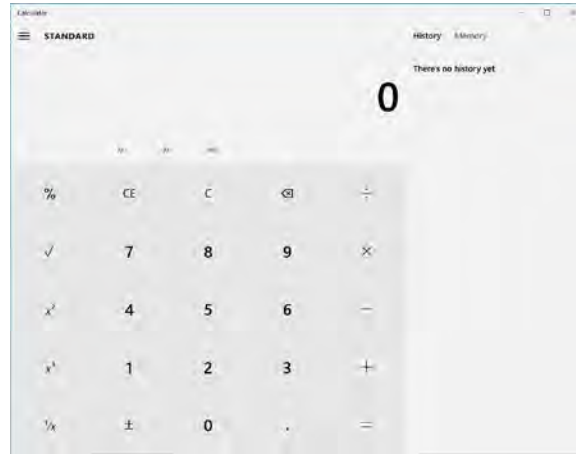 Calculator
STANDARD
History Memory
There's no history yet
0
% CE C ÷
√ 7 8 9 ×
x² 4 5 6 −
x³ 1 2 3 +
¹/x ± 0 . =